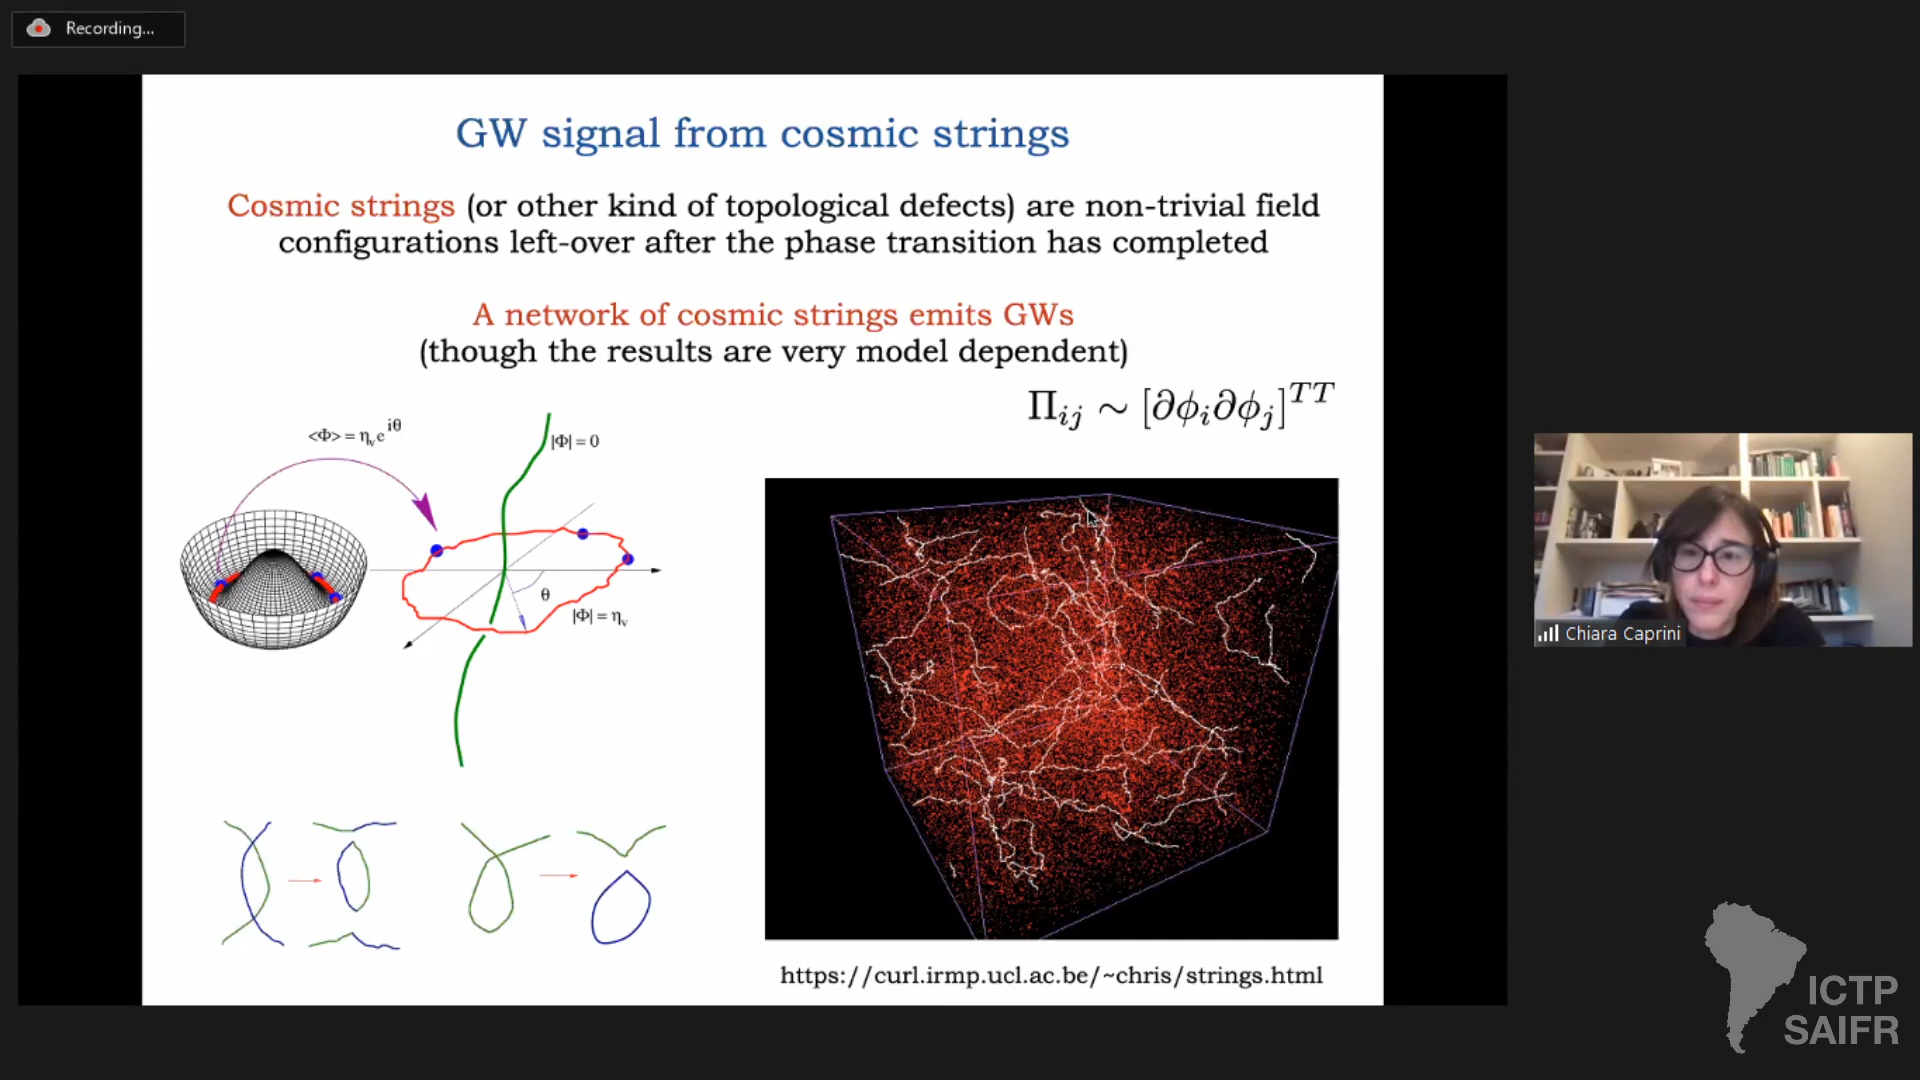 Recording...
GW signal from cosmic strings
Cosmic strings (or other kind of topological defects) are non-trivial field
configurations left-over after the phase transition has completed
A network of cosmic strings emits GWs
(though the results are very model dependent)
Π_{ij} ∼ [∂ϕ_i∂ϕ_j]^{TT}
<Φ> = η_v e^{iθ}
|Φ| = 0
θ
|Φ| = η_v
https://curl.irmp.ucl.ac.be/~chris/strings.html
Chiara Caprini
ICTP
SAIFR